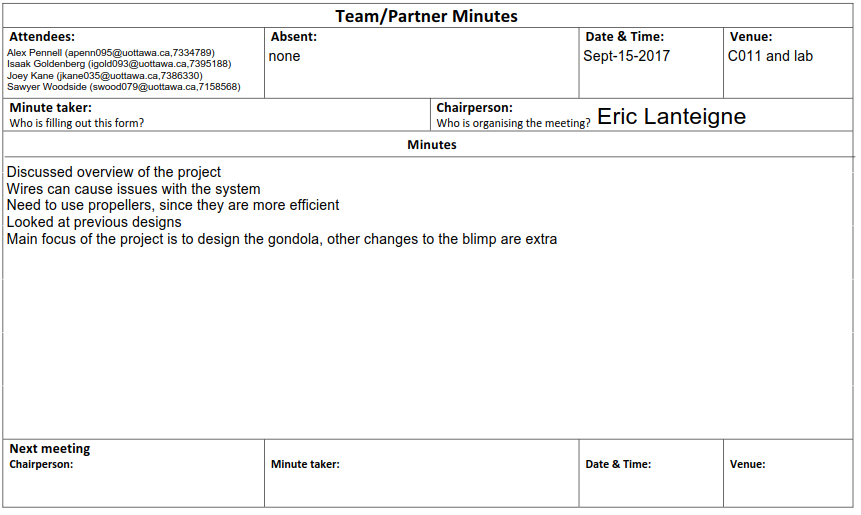 Team/Partner Minutes
Attendees:
Alex Pennell (apenn095@uottawa.ca,7334789)
Isaak Goldenberg (igold093@uottawa.ca,7395188)
Joey Kane (jkane035@uottawa.ca,7386330)
Sawyer Woodside (swood079@uottawa.ca,7158568)
Absent:
none
Date & Time:
Sept-15-2017
Venue:
C011 and lab
Minute taker:
Who is filling out this form?
Chairperson:
Who is organising the meeting? Eric Lanteigne
Minutes
Discussed overview of the project
Wires can cause issues with the system
Need to use propellers, since they are more efficient
Looked at previous designs
Main focus of the project is to design the gondola, other changes to the blimp are extra
Next meeting
Chairperson:
Minute taker:
Date & Time:
Venue: